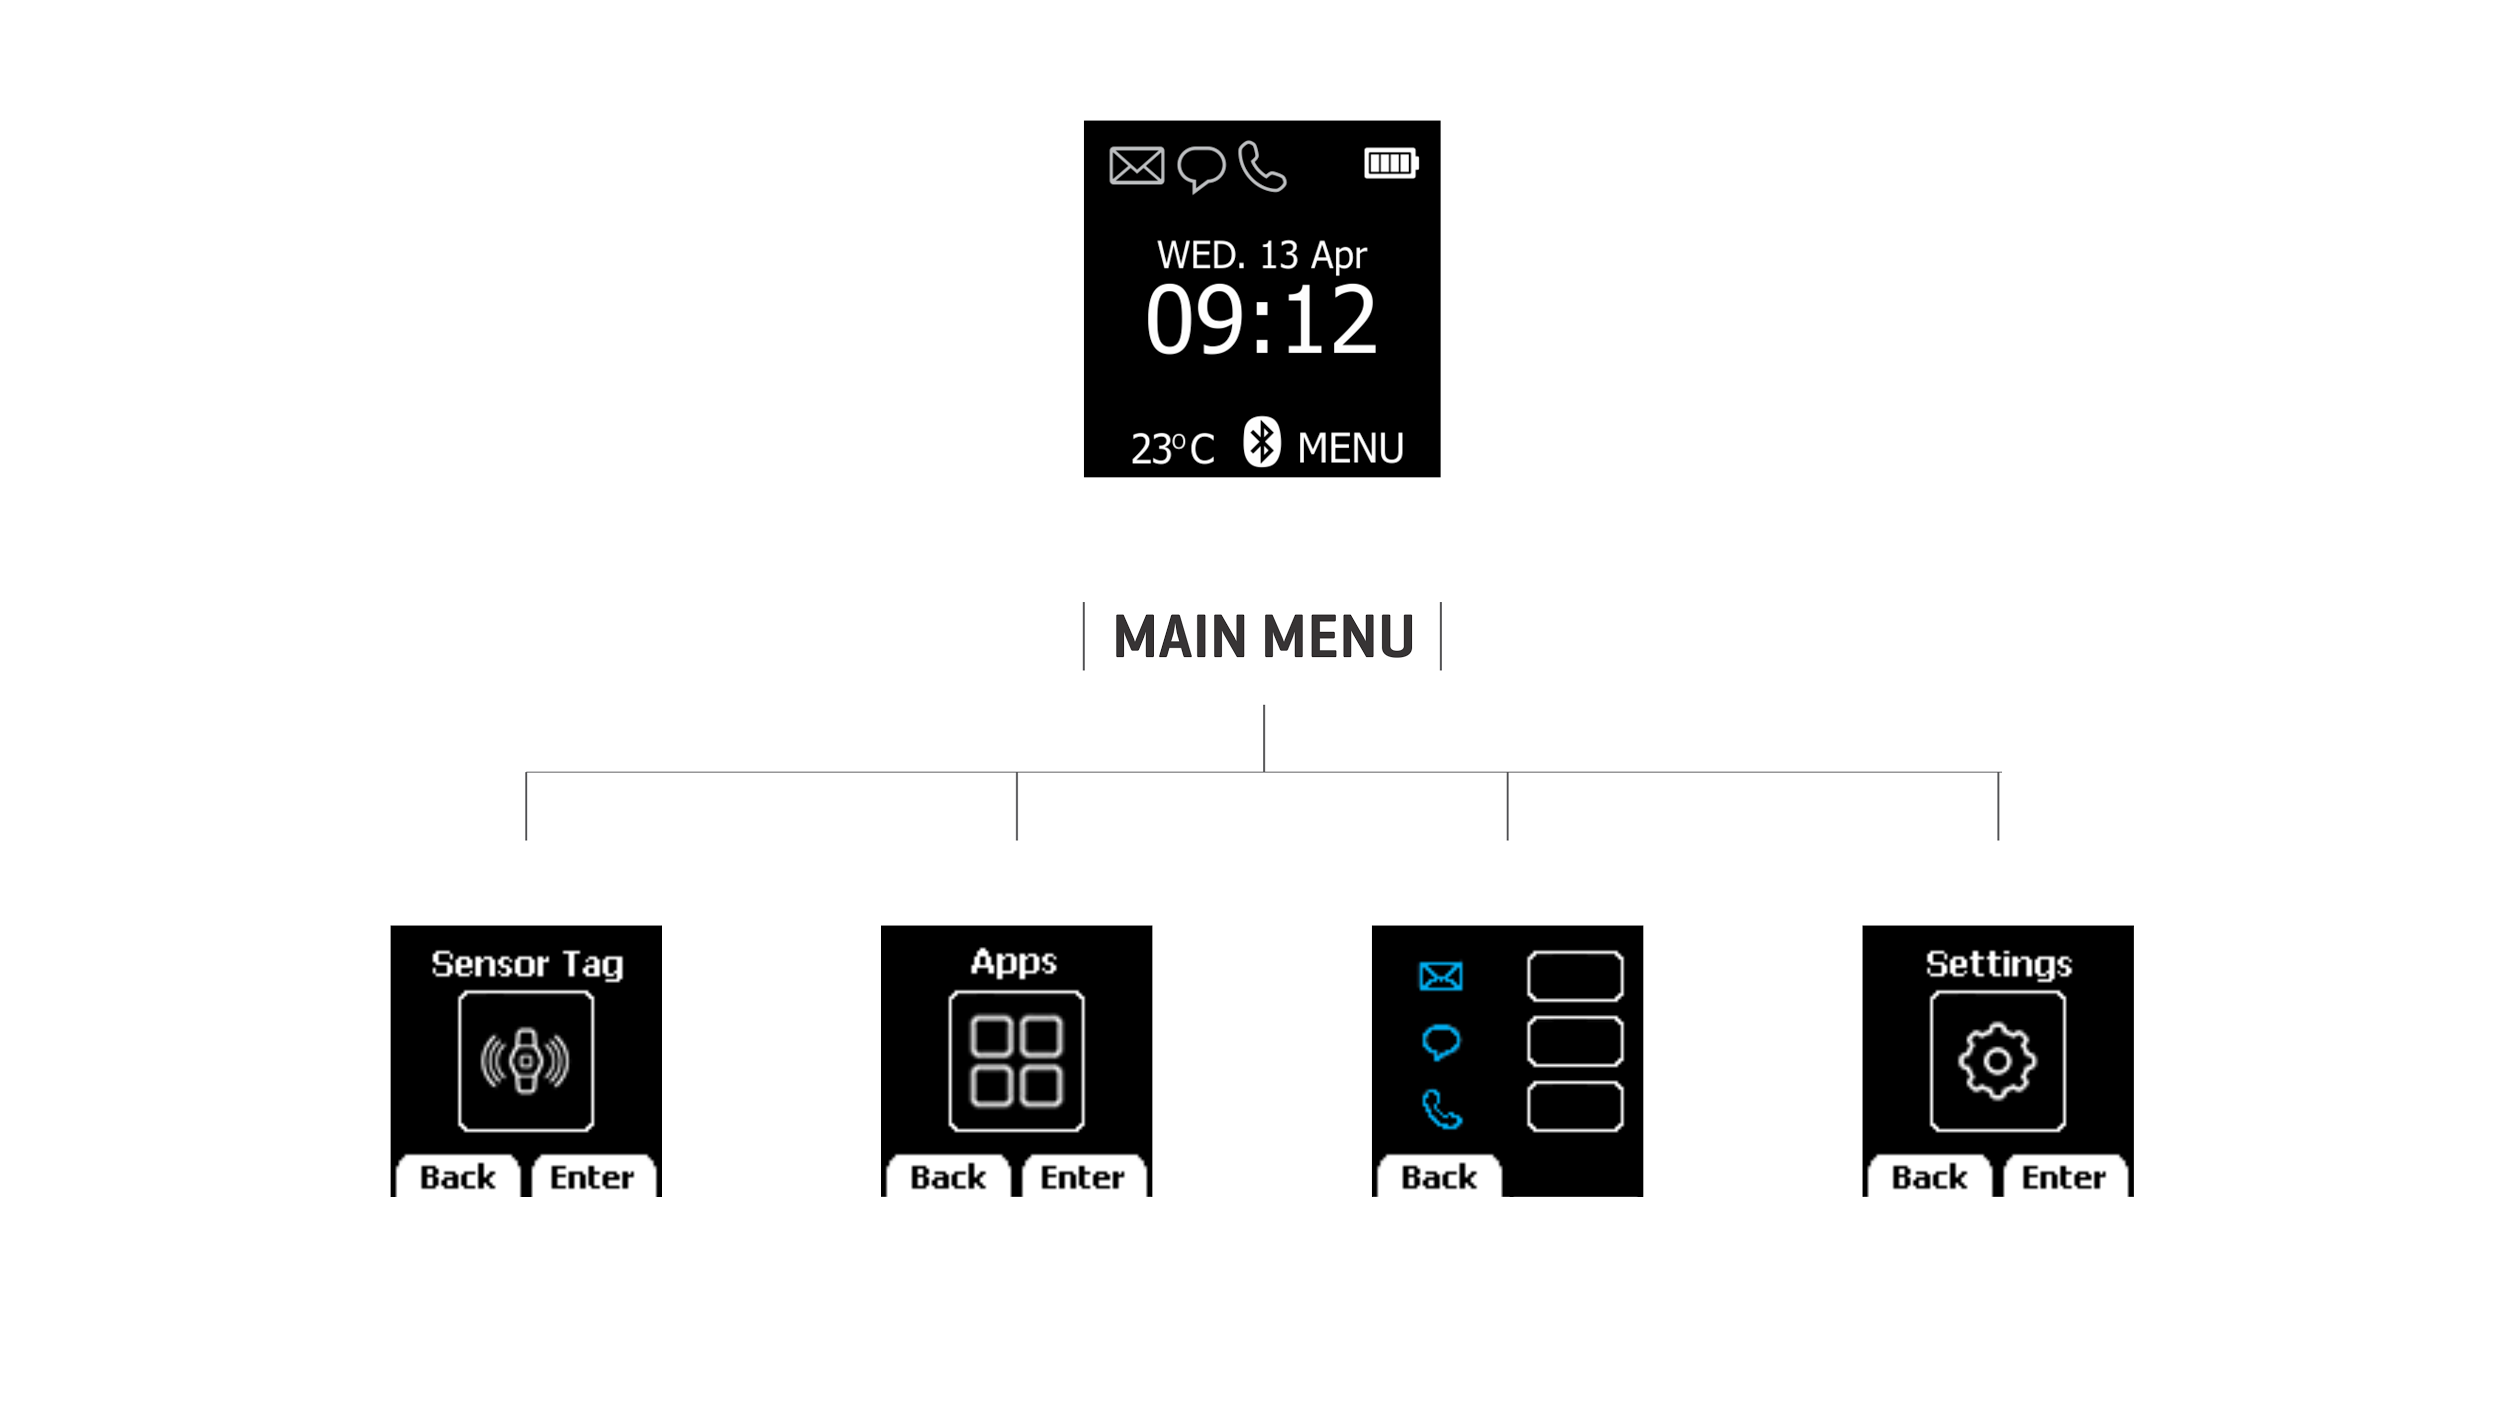 WED. 13 Apr
09:12
23°C MENU
MAIN MENU
Sensor Tag
Back Enter
Apps
Back Enter
Back
Settings
Back Enter